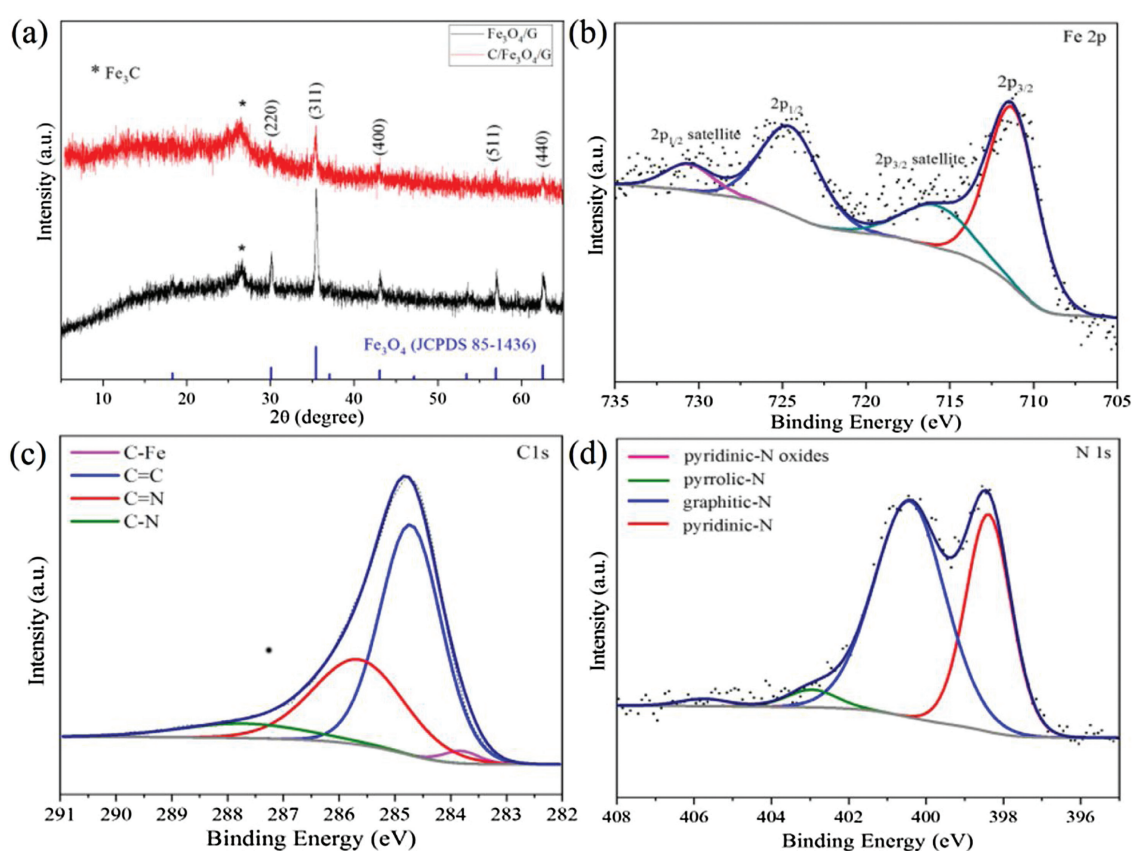 (a)
Fe₃O₄/G
C/Fe₃O₄/G
* Fe₃C
*
(220)
(311)
(400)
(511)
(440)
*
Fe₃O₄ (JCPDS 85-1436)
Intensity (a.u.)
10 20 30 40 50 60
2θ (degree)
(b)
Fe 2p
2p₃/₂
2p₁/₂
2p₁/₂ satellite
2p₃/₂ satellite
Intensity (a.u.)
735 730 725 720 715 710 705
Binding Energy (eV)
(c)
C1s
C-Fe
C=C
C=N
C-N
Intensity (a.u.)
291 290 289 288 287 286 285 284 283 282
Binding Energy (eV)
(d)
N 1s
pyridinic-N oxides
pyrrolic-N
graphitic-N
pyridinic-N
Intensity (a.u.)
408 406 404 402 400 398 396
Binding Energy (eV)